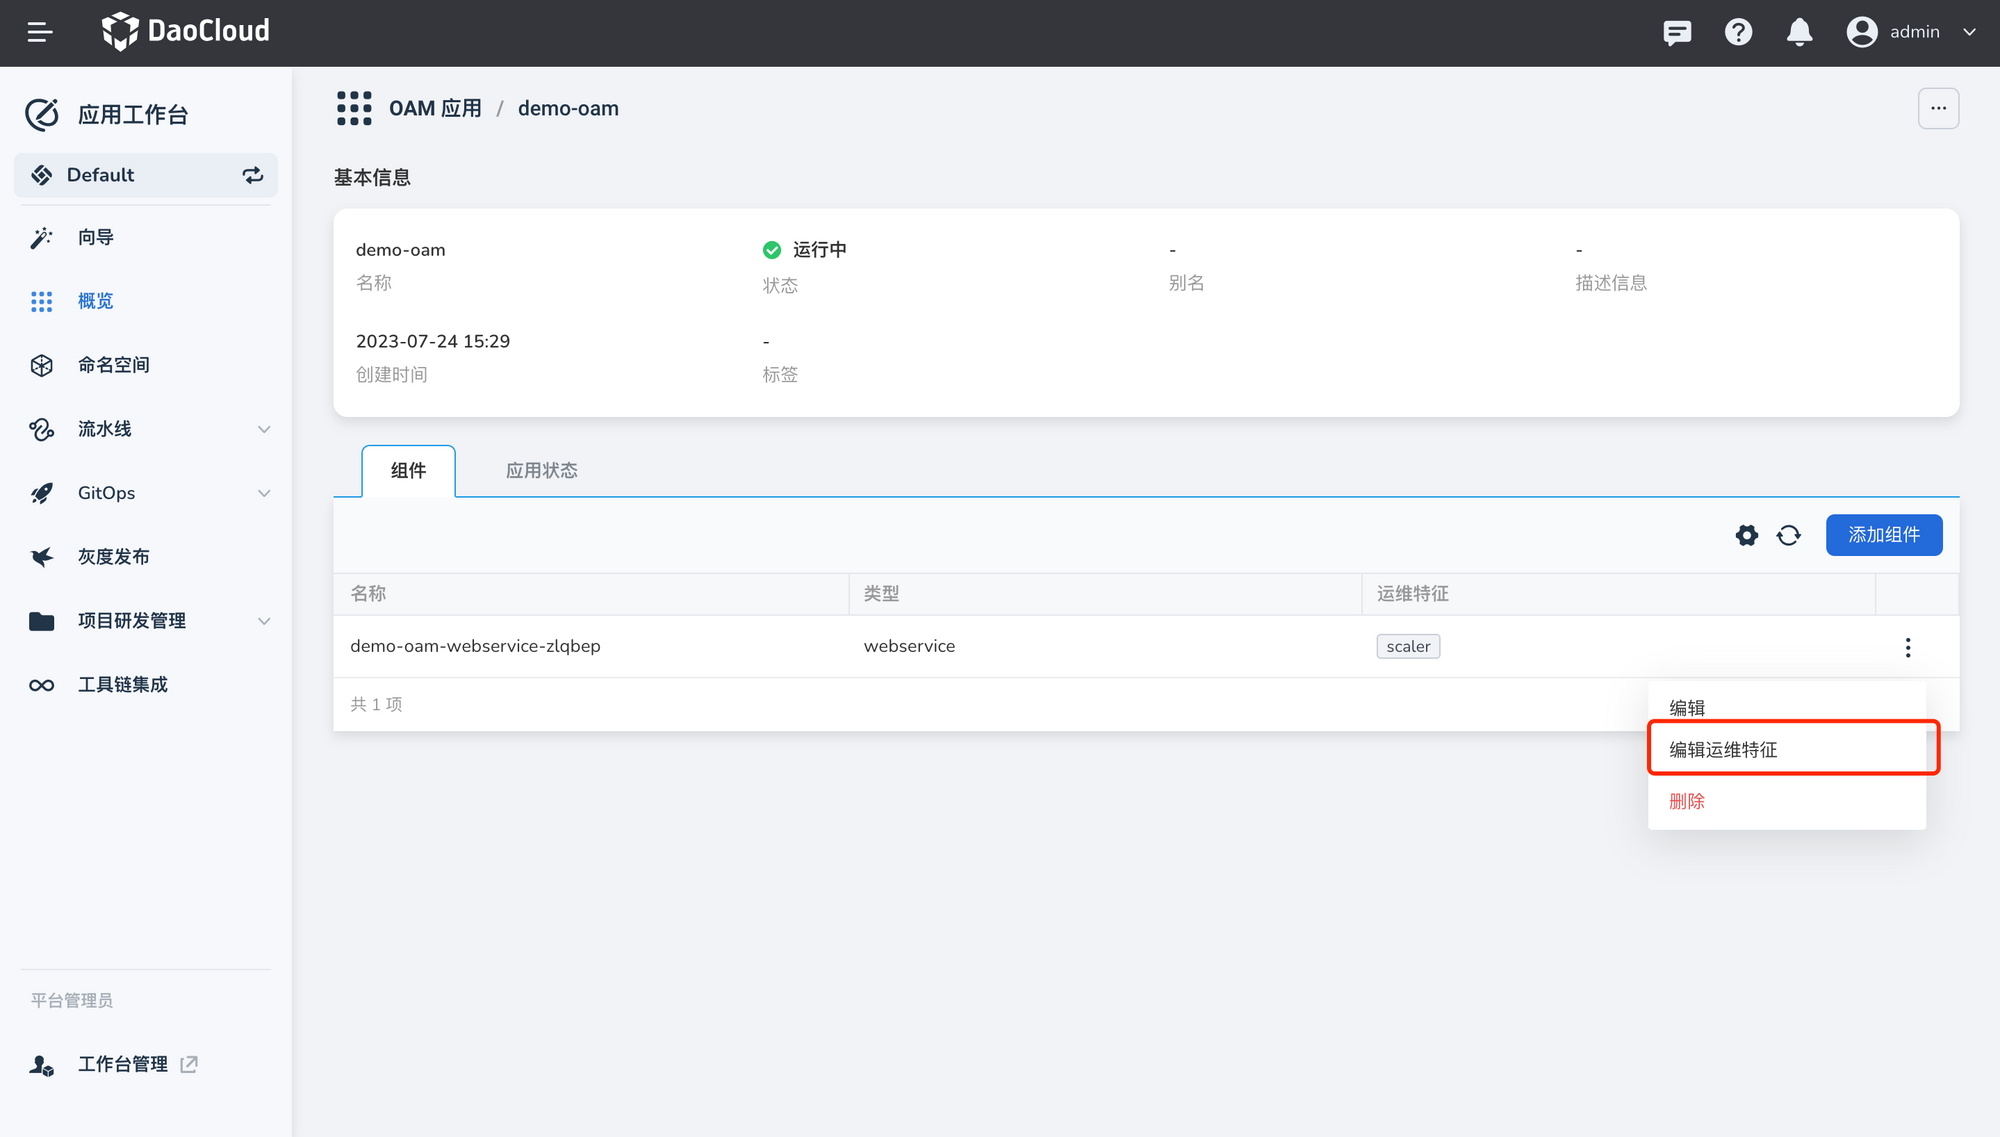 DaoCloud
admin
应用工作台
Default
向导
概览
命名空间
流水线
GitOps
灰度发布
项目研发管理
工具链集成
平台管理员
工作台管理
OAM 应用 / demo-oam
...
基本信息
demo-oam
名称
运行中
状态
-
别名
-
描述信息
2023-07-24 15:29
创建时间
-
标签
组件
应用状态
添加组件
名称
类型
运维特征
demo-oam-webservice-zlqbep
webservice
scaler
共 1 项
编辑
编辑运维特征
删除